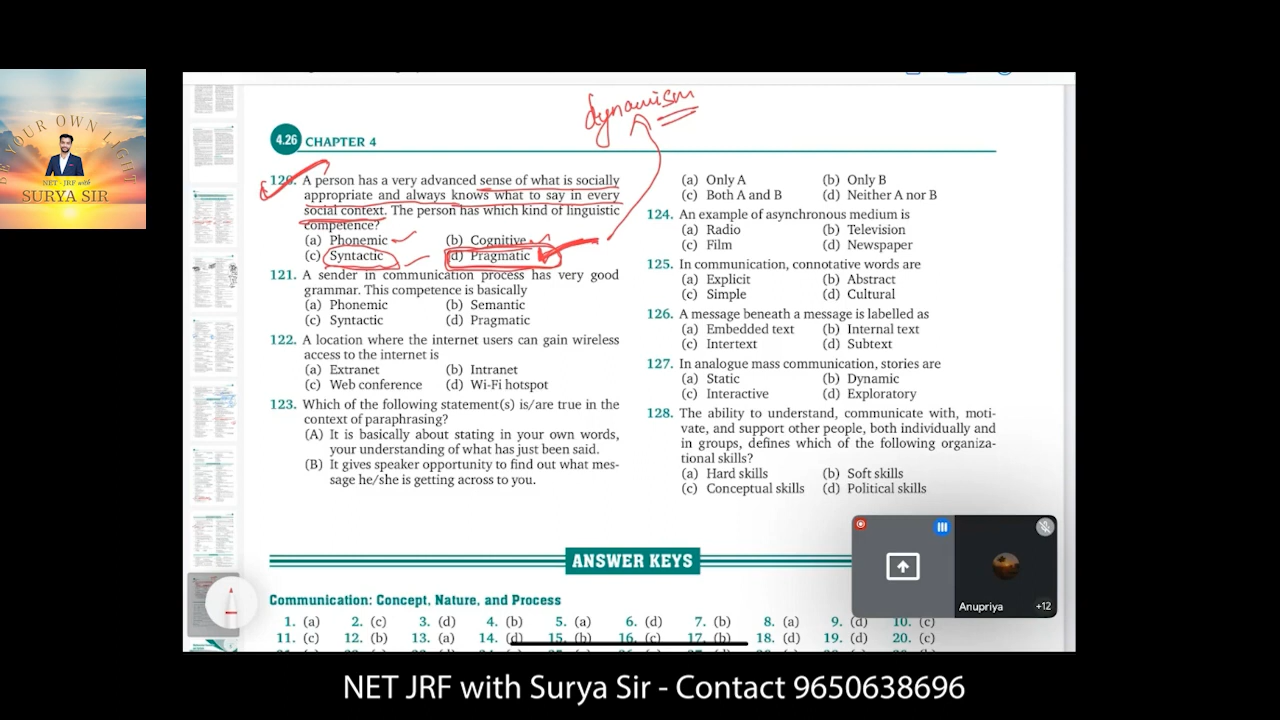 dynamism
YOUR OWN
NET - JRF with
SURYA SIR
4.26 CHAPTER 4
120. A person has a very advanced sense of what is socially
appropriate and always knows what to say in every
social context. The person has which kind of linguistic
competence?
Phonemic (b) Cognitive
Syntactic (d) Pragmatic
121. A sender in communication process has very good
grammar. This competence is basically
(a) Phonemic (b) Semantic
(c) Syntactic (d) Pragmatic
122. A location where the internet users can get wireless
access to the internet is
(a) Extranet (b) Intranet
(c) Web conference (d) Wi-Fi hotspot
123. Which of the following statement(s) is/are true in the
context of paraphrasing?
(A) It is basically about stating in your own words,
your understanding of what has just been said.
(B) It gives greater opportunity to find out what mes-
sage he/she is getting across to you.
(a) Only A (b) Only B
(c) Both A and B (d) Neither A nor B
124. An example of asynchronous medium is
(a) Radio (b) Television
(c) Film (d) Newspaper
125. In communication, connotative words are
(a) Explicit (b) Abstract
(c) Simple (d) Cultural
126. A message beneath a message is labelled as
(a) Embedded text (b) Internal text
(c) Intertext (d) Subtext
127. In analog mass communication, stories are
(a) Static (b) Dynamic
(c) Interactive (d) Exploratory
128. The ability to understand, communicate with, moti-
vate, and support other people, both individually and
in groups, defines which of the following organiza-
tional skills?
(a) Hard skills (b) Soft skills
(c) Conceptual skills (d) Political skills
Anupriya +12
ANSWER KEYS
Communication: Concept, Nature, and Process
1. (a) 2. (c) 3. (d) 4. (b) 5. (a) 6. (d) 7. (b) 8. (a) 9. (d) 10. (c)
11. (c) 12. (b) 13. (a) 14. (d) 15. (b) 16. (c) 17. (b) 18. (d) 19. (d) 20. (c)
NET JRF with Surya Sir - Contact 9650638696